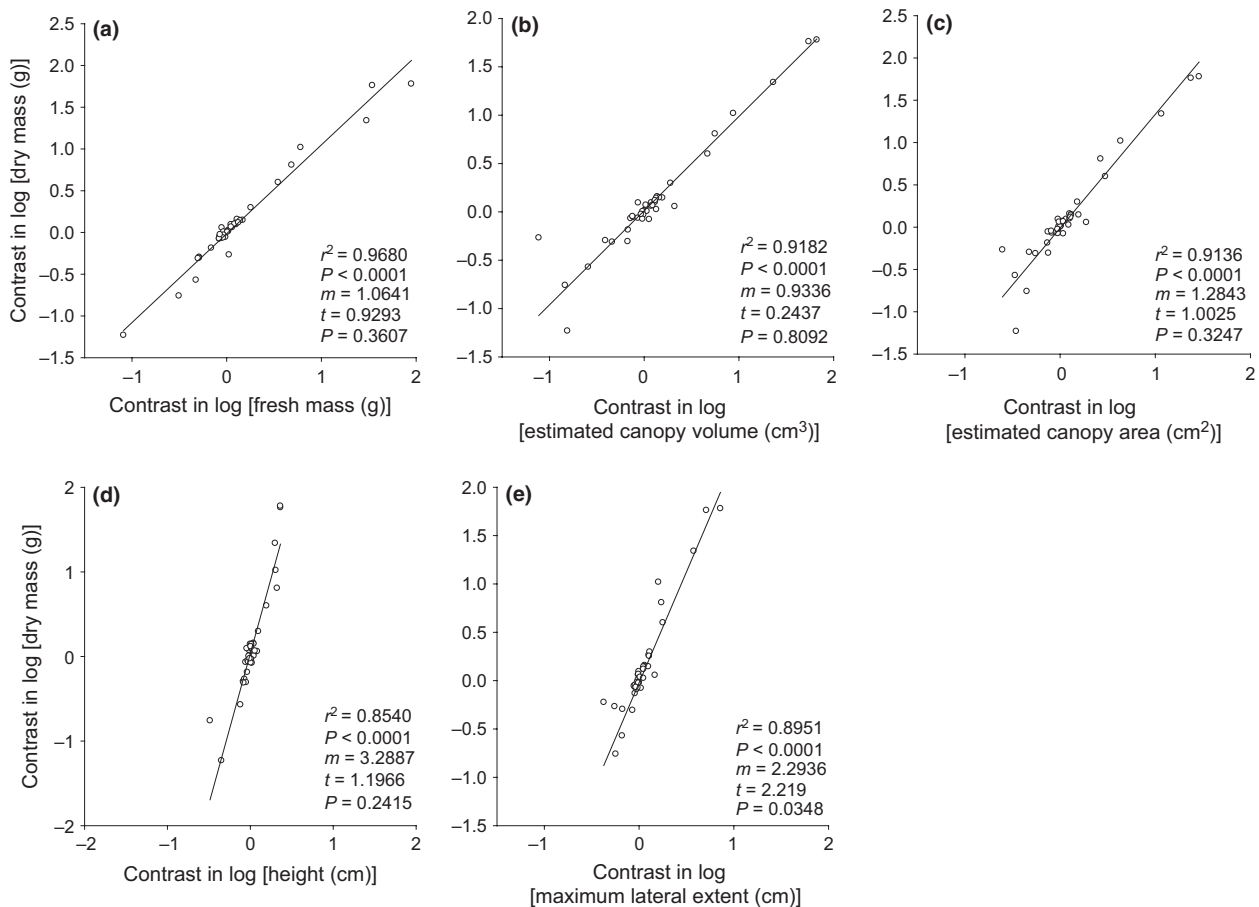 (a)
2.5
2.0
1.5
1.0
0.5
0.0
–0.5
–1.0
–1.5
–1
0
1
2
Contrast in log [dry mass (g)]
Contrast in log [fresh mass (g)]
r² = 0.9680
P < 0.0001
m = 1.0641
t = 0.9293
P = 0.3607
(b)
2.0
1.5
1.0
0.5
0.0
–0.5
–1.0
–1.5
–1
0
1
2
Contrast in log
[estimated canopy volume (cm³)]
r² = 0.9182
P < 0.0001
m = 0.9336
t = 0.2437
P = 0.8092
(c)
2.5
2.0
1.5
1.0
0.5
0.0
–0.5
–1.0
–1.5
–1
0
1
2
Contrast in log
[estimated canopy area (cm²)]
r² = 0.9136
P < 0.0001
m = 1.2843
t = 1.0025
P = 0.3247
(d)
2
1
0
–1
–2
–2
–1
0
1
2
Contrast in log [dry mass (g)]
Contrast in log [height (cm)]
r² = 0.8540
P < 0.0001
m = 3.2887
t = 1.1966
P = 0.2415
(e)
2.0
1.5
1.0
0.5
0.0
–0.5
–1.0
–1.5
–1
0
1
2
Contrast in log
[maximum lateral extent (cm)]
r² = 0.8951
P < 0.0001
m = 2.2936
t = 2.219
P = 0.0348